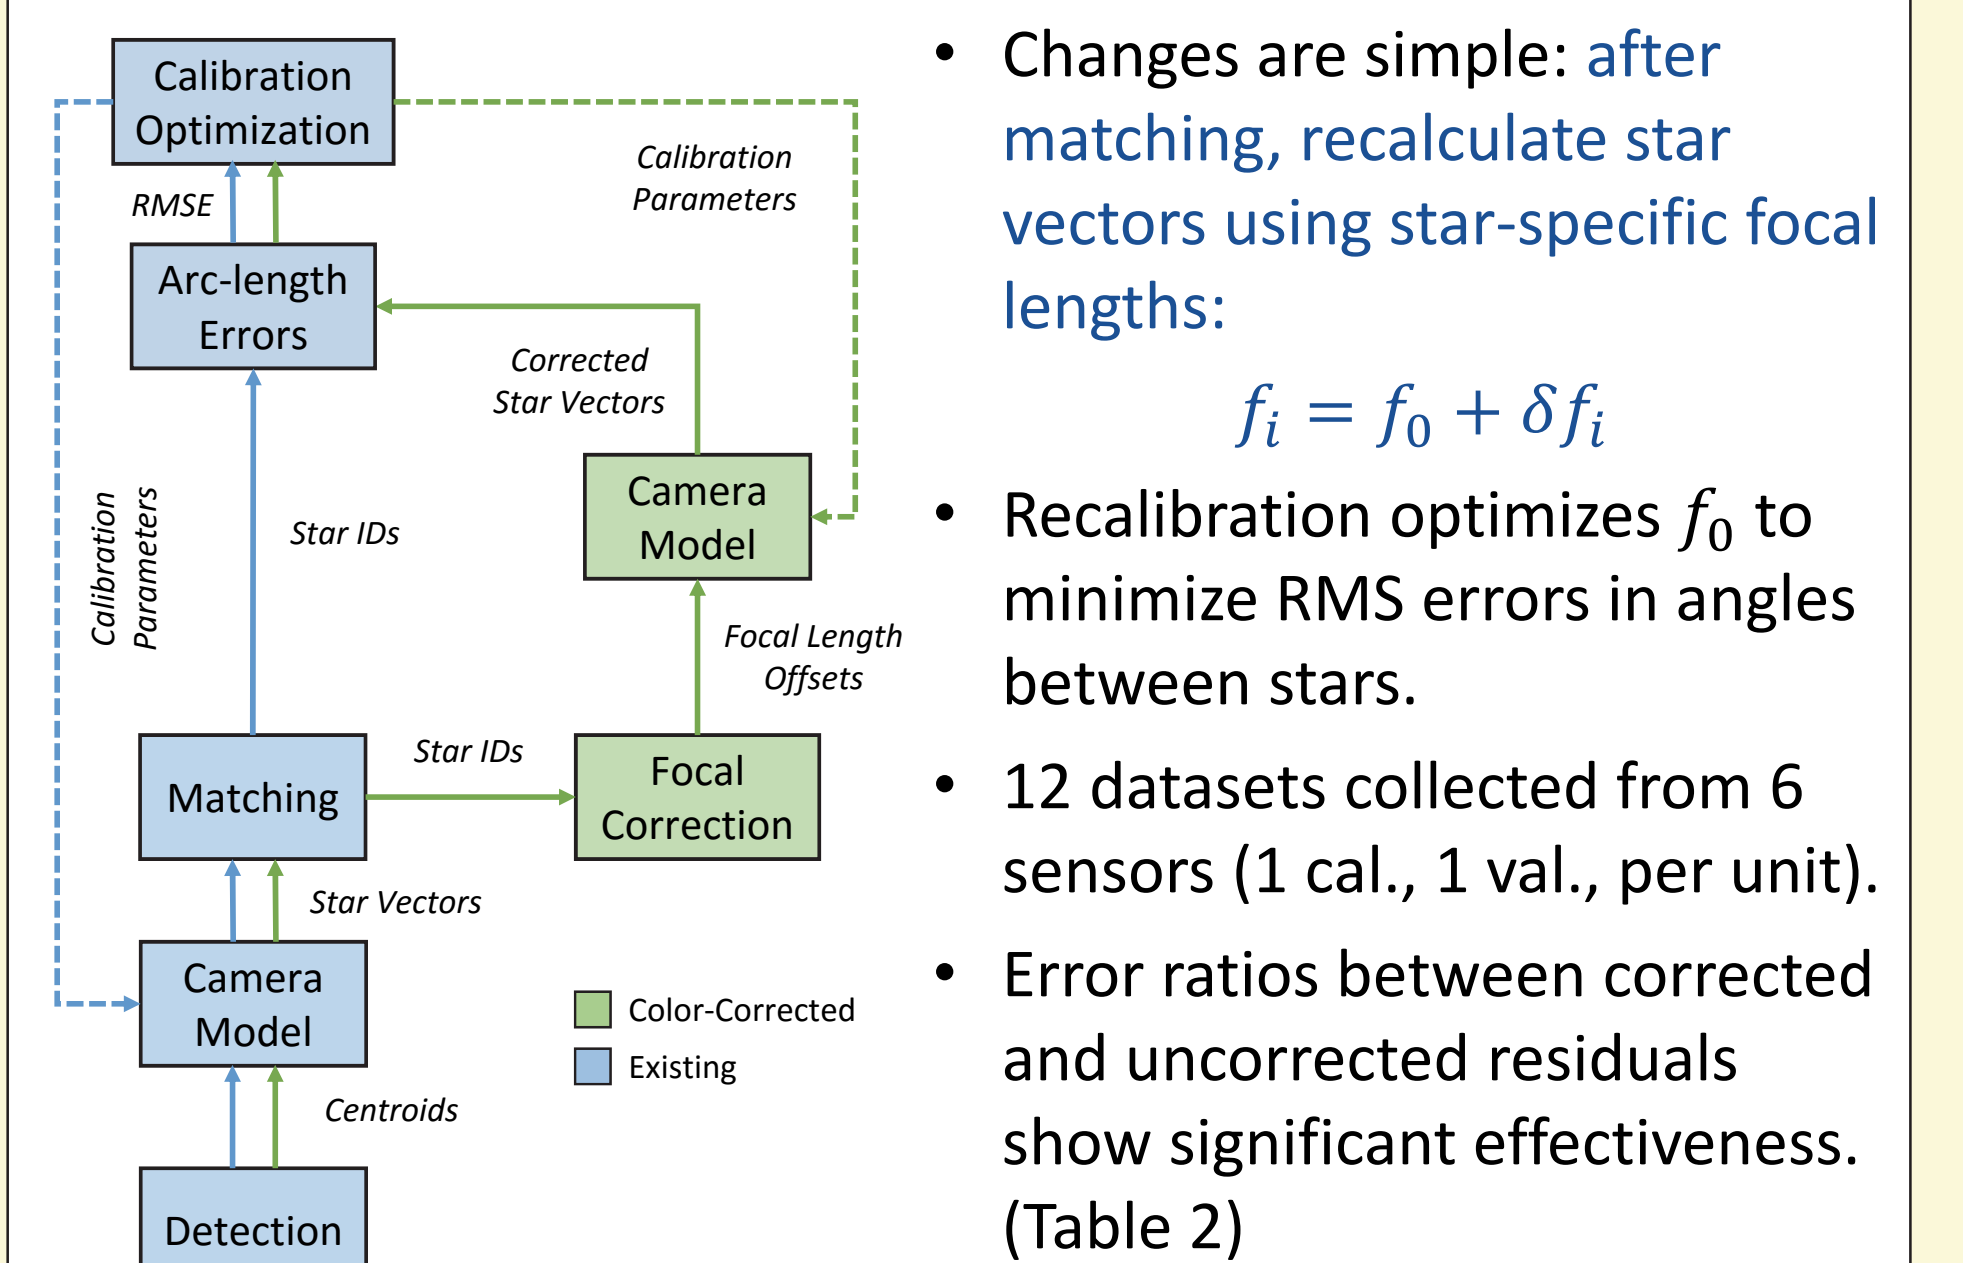 Calibration
Optimization
RMSE
Calibration
Parameters
Arc-length
Errors
Corrected
Star Vectors
Camera
Model
Calibration
Parameters
Star IDs
Focal Length
Offsets
Matching
Star IDs
Focal
Correction
Star Vectors
Camera
Model
Color-Corrected
Existing
Centroids
Detection
• Changes are simple: after
matching, recalculate star
vectors using star-specific focal
lengths:
𝑓ᵢ = 𝑓₀ + 𝛿𝑓ᵢ
• Recalibration optimizes 𝑓₀ to
minimize RMS errors in angles
between stars.
• 12 datasets collected from 6
sensors (1 cal., 1 val., per unit).
• Error ratios between corrected
and uncorrected residuals
show significant effectiveness.
(Table 2)